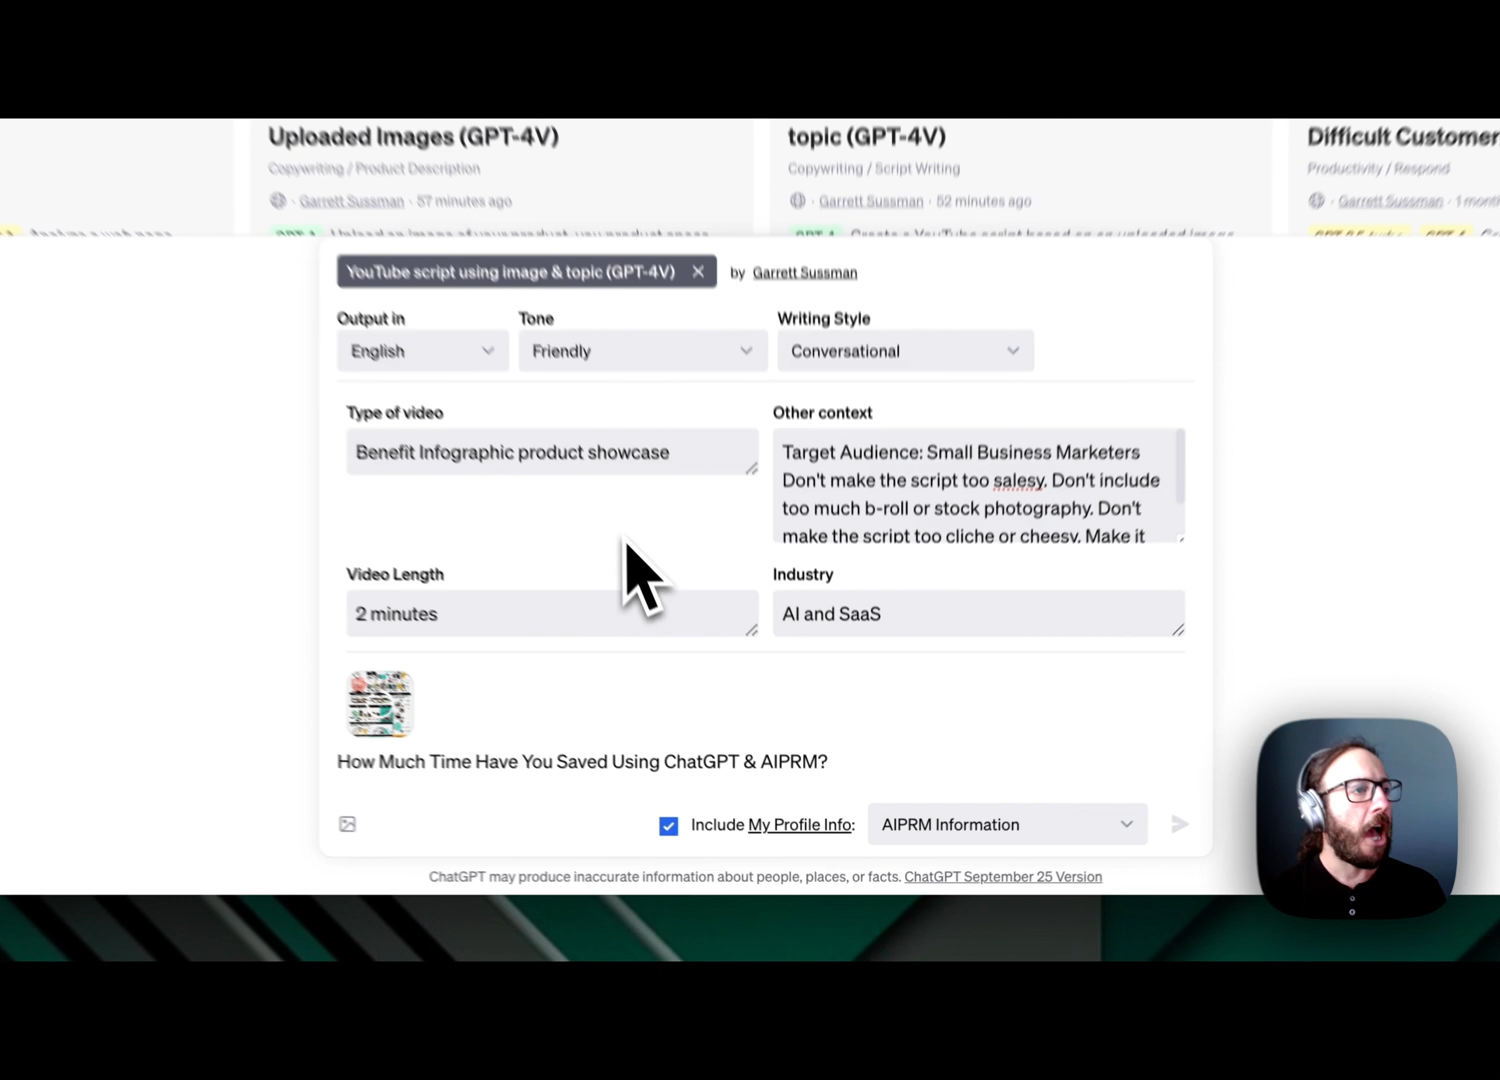 Uploaded Images (GPT-4V)
Copywriting / Product Description
· Garrett Sussman · 57 minutes ago
topic (GPT-4V)
Copywriting / Script Writing
· Garrett Sussman · 52 minutes ago
Difficult Customer
Productivity / Respond
· Garrett Sussman · 1 month
YouTube script using image & topic (GPT-4V) ✕ by Garrett Sussman
Output in
English
Tone
Friendly
Writing Style
Conversational
Type of video
Benefit Infographic product showcase
Other context
Target Audience: Small Business Marketers
Don't make the script too salesy. Don't include
too much b-roll or stock photography. Don't
make the script too cliche or cheesy. Make it
Video Length
2 minutes
Industry
AI and SaaS
How Much Time Have You Saved Using ChatGPT & AIPRM?
Include My Profile Info:
AIPRM Information
ChatGPT may produce inaccurate information about people, places, or facts. ChatGPT September 25 Version